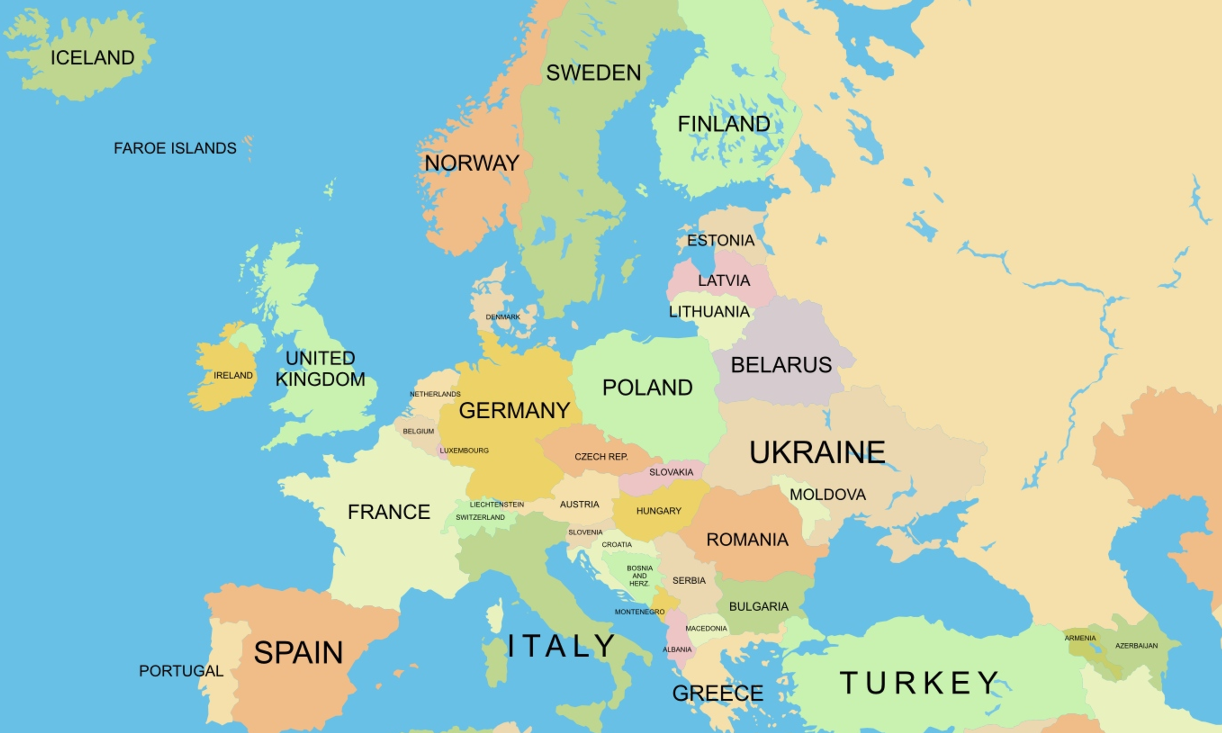 ICELAND
SWEDEN
FINLAND
FAROE ISLANDS
NORWAY
ESTONIA
LATVIA
LITHUANIA
DENMARK
UNITED
KINGDOM
IRELAND
BELARUS
POLAND
NETHERLANDS
GERMANY
BELGIUM
LUXEMBOURG
UKRAINE
CZECH REP.
SLOVAKIA
MOLDOVA
FRANCE
LIECHTENSTEIN
SWITZERLAND
AUSTRIA
HUNGARY
SLOVENIA
CROATIA
ROMANIA
BOSNIA
AND
HERZ.
SERBIA
MONTENEGRO
BULGARIA
MACEDONIA
ARMENIA
AZERBAIJAN
ITALY
ALBANIA
SPAIN
PORTUGAL
GREECE
TURKEY